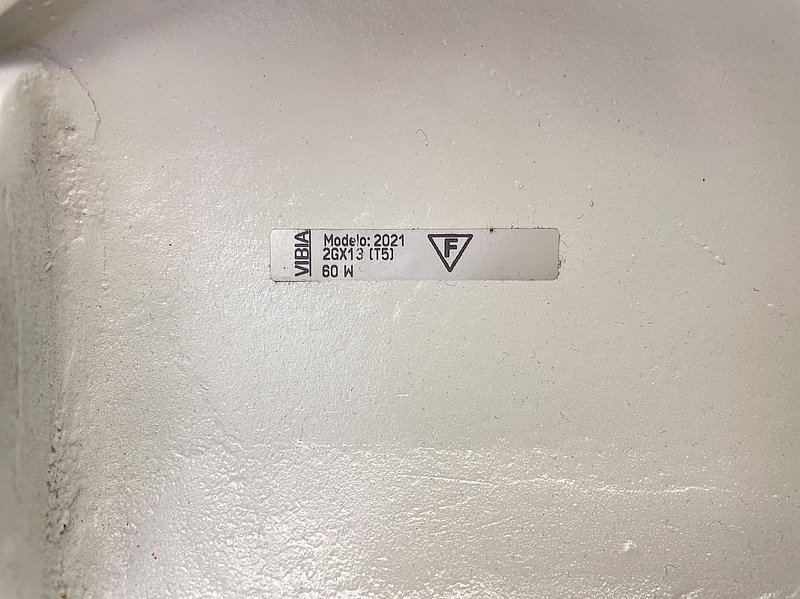 VIBIA
Modelo: 2021
2GX13 (T5)
60 W
F